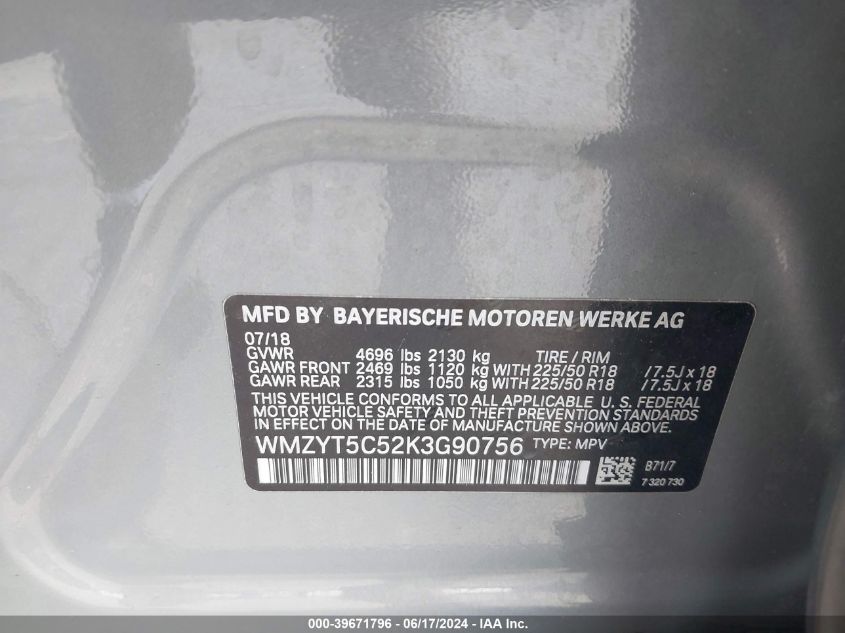 MFD BY BAYERISCHE MOTOREN WERKE AG
07/18
GVWR 4696 lbs 2130 kg TIRE / RIM
GAWR FRONT 2469 lbs 1120 kg WITH 225/50 R18 /7.5J x 18
GAWR REAR 2315 lbs 1050 kg WITH 225/50 R18 /7.5J x 18
THIS VEHICLE CONFORMS TO ALL APPLICABLE U. S. FEDERAL
MOTOR VEHICLE SAFETY AND THEFT PREVENTION STANDARDS
IN EFFECT ON THE DATE OF MANUFACTURE SHOWN ABOVE.
WMZYT5C52K3G90756 TYPE: MPV
B71/7
7 320 730
000-39671796 - 06/17/2024 - IAA Inc.